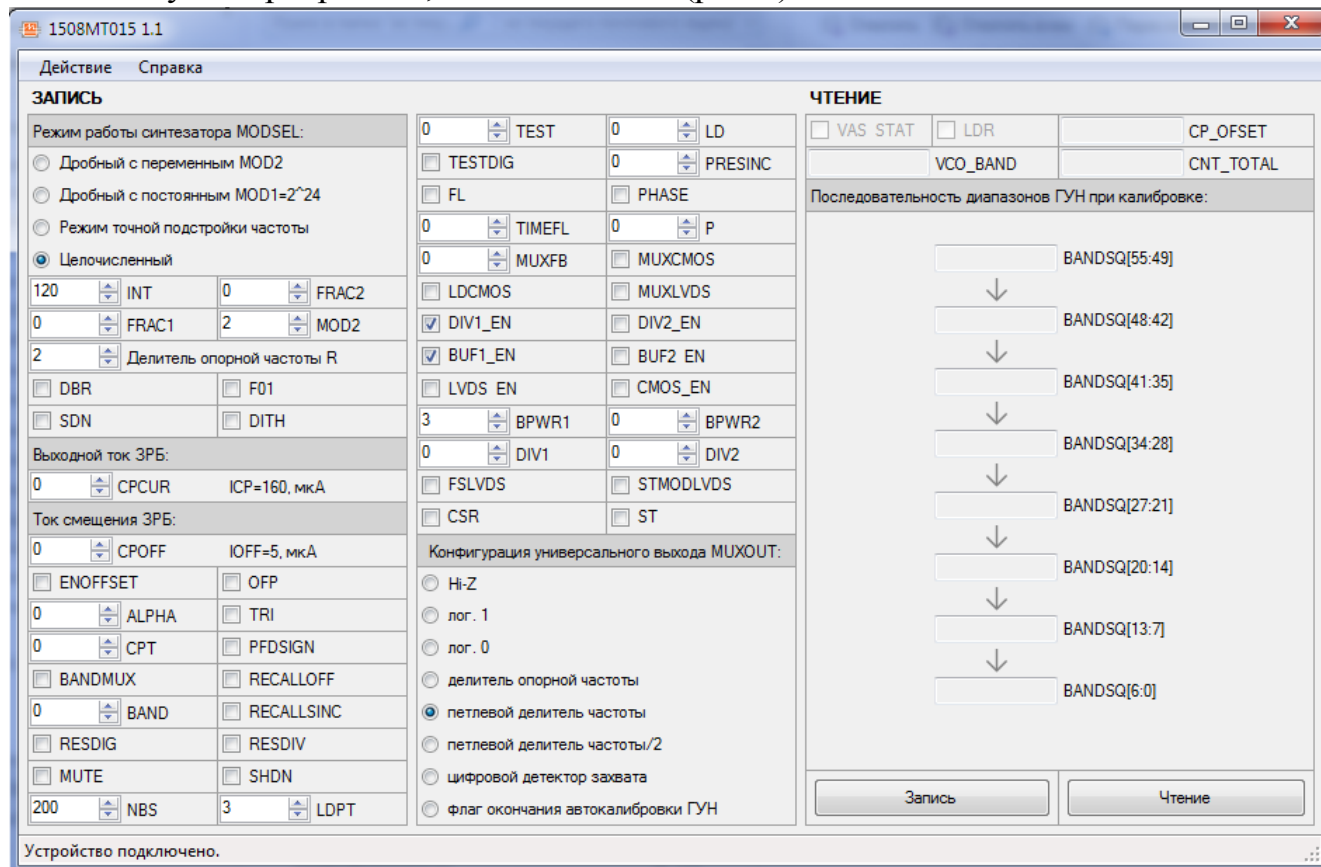 1508MT015 1.1
Действие Справка
ЗАПИСЬ
Режим работы синтезатора MODSEL:
Дробный с переменным MOD2
Дробный с постоянным MOD1=2^24
Режим точной подстройки частоты
Целочисленный
120 INT 0 FRAC2
0 FRAC1 2 MOD2
2 Делитель опорной частоты R
DBR F01
SDN DITH
Выходной ток ЗРБ:
0 CPCUR ICP=160, мкА
Ток смещения ЗРБ:
0 CPOFF IOFF=5, мкА
ENOFFSET OFP
0 ALPHA TRI
0 CPT PFDSIGN
BANDMUX RECALLOFF
0 BAND RECALLSINC
RESDIG RESDIV
MUTE SHDN
200 NBS 3 LDPT
0 TEST 0 LD
TESTDIG 0 PRESINC
FL PHASE
0 TIMEFL 0 P
0 MUXFB MUXCMOS
LDCMOS MUXLVDS
DIV1_EN DIV2_EN
BUF1_EN BUF2 EN
LVDS EN CMOS_EN
3 BPWR1 0 BPWR2
0 DIV1 0 DIV2
FSLVDS STMODLVDS
CSR ST
Конфигурация универсального выхода MUXOUT:
Hi-Z
лог. 1
лог. 0
делитель опорной частоты
петлевой делитель частоты
петлевой делитель частоты/2
цифровой детектор захвата
флаг окончания автокалибровки ГУН
ЧТЕНИЕ
VAS STAT LDR CP_OFSET
VCO_BAND CNT_TOTAL
Последовательность диапазонов ГУН при калибровке:
BANDSQ[55:49]
BANDSQ[48:42]
BANDSQ[41:35]
BANDSQ[34:28]
BANDSQ[27:21]
BANDSQ[20:14]
BANDSQ[13:7]
BANDSQ[6:0]
Запись Чтение
Устройство подключено.